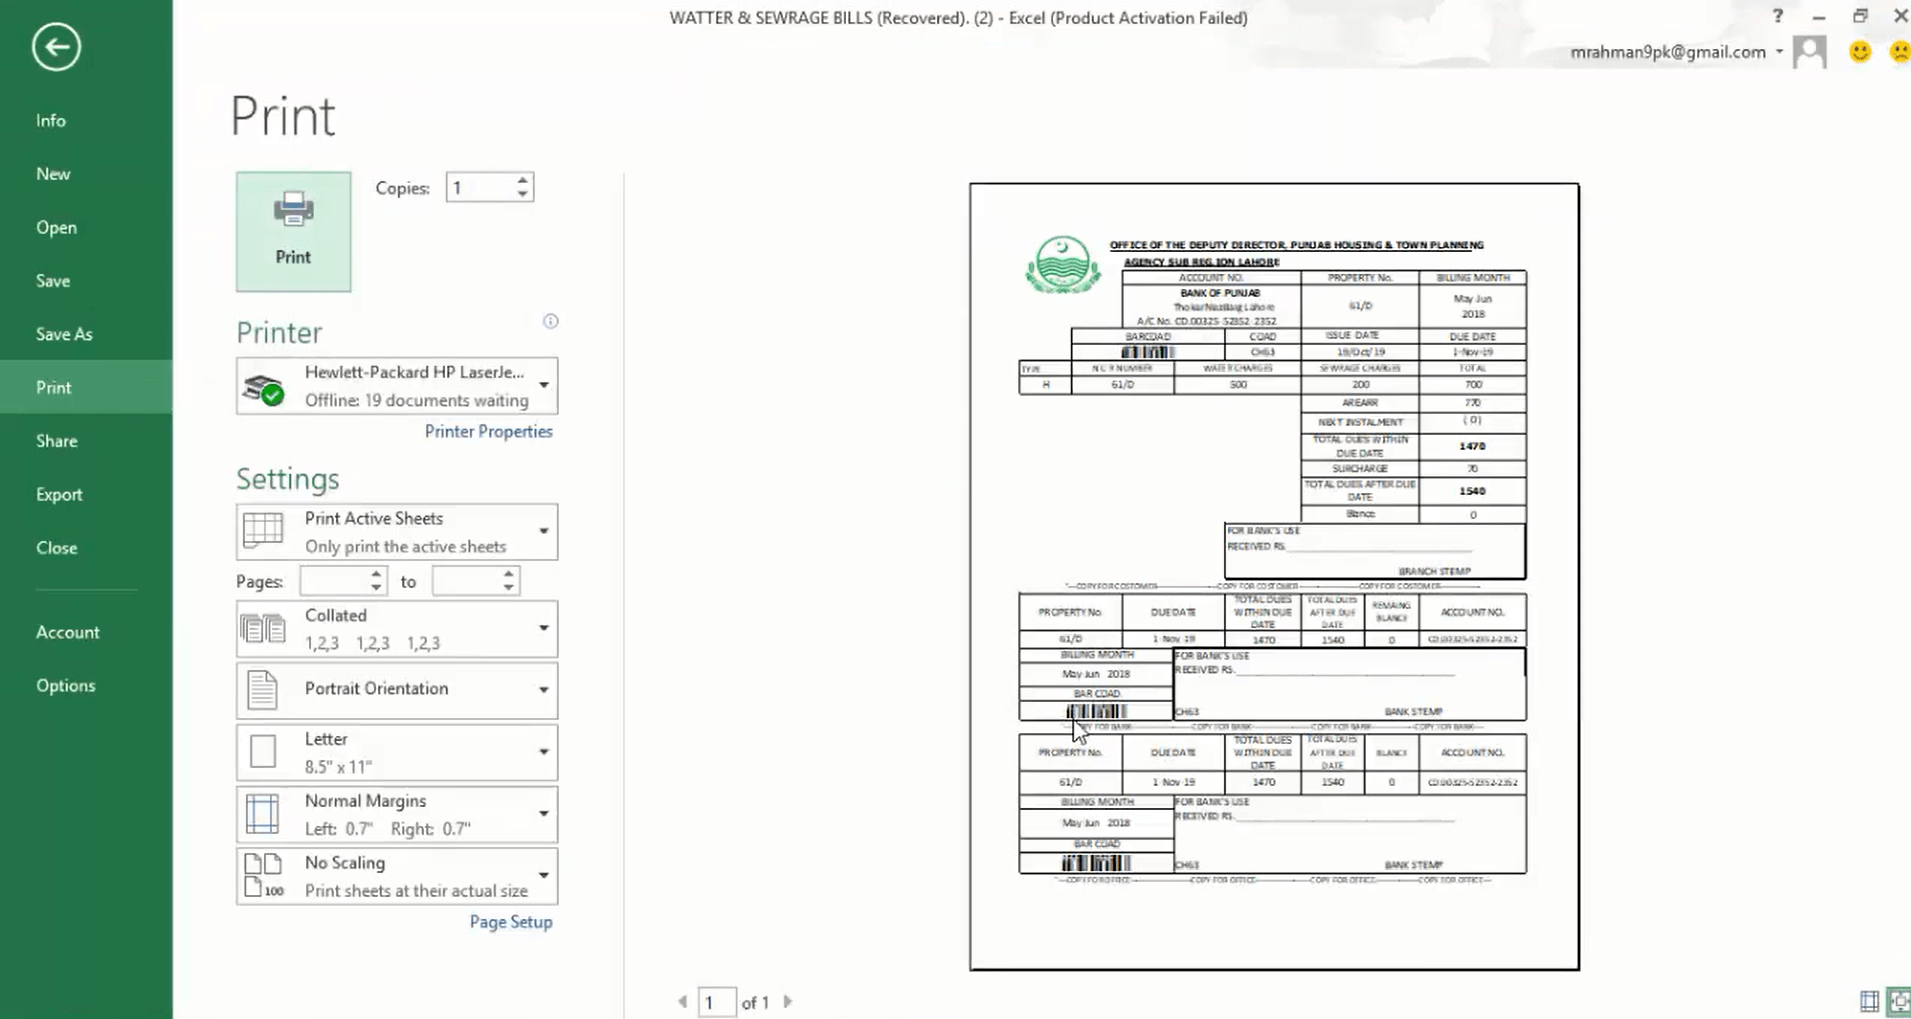 WATTER & SEWRAGE BILLS (Recovered). (2) - Excel (Product Activation Failed)
?
mrahman9pk@gmail.com
Info
New
Open
Save
Save As
Print
Share
Export
Close
Account
Options
Print
Print
Copies: 1
Printer
Hewlett-Packard HP LaserJe...
Offline: 19 documents waiting
Printer Properties
Settings
Print Active Sheets
Only print the active sheets
Pages: to
Collated
1,2,3 1,2,3 1,2,3
Portrait Orientation
Letter
8.5" x 11"
Normal Margins
Left: 0.7" Right: 0.7"
No Scaling
100
Print sheets at their actual size
Page Setup
OFFICE OF THE DEPUTY DIRECTOR, PUNJAB HOUSING & TOWN PLANNING
AGENCY SUB REGION LAHORE
ACCOUNT NO. PROPERTY No. BILLING MONTH
BANK OF PUNJAB
Lahore
A/C No. CD.00325-52352-2352
61/D
May Jun
2018
BARCOAD COAD ISSUE DATE DUE DATE
CH63 19/Oct/19 1-Nov-19
TYPE N C R NUMBER WATER CHARGES SEWRAGE CHARGES TOTAL
H 61/D 500 200 700
AREARR 770
NEXT INSTALMENT ( 0 )
TOTAL DUES WITHIN
DUE DATE 1470
SURCHARGE 70
TOTAL DUES AFTER DUE
DATE 1540
Blance 0
FOR BANK'S USE
RECEIVED RS.
BRANCH STEMP
COPY FOR COSTOMER COPY FOR COSTOMER COPY FOR COSTOMER
PROPERTY No. DUE DATE TOTAL DUES WITHIN DUE DATE TOTAL DUES AFTER DUE DATE REMAING BLANCE ACCOUNT NO.
61/D 1-Nov-19 1470 1540 0 CD.00325-52352-2352
BILLING MONTH
May Jun 2018
BAR COAD
FOR BANK'S USE
RECEIVED RS.
CH63 BANK STEMP
COPY FOR BANK COPY FOR BANK COPY FOR BANK COPY FOR BANK
PROPERTY No. DUE DATE TOTAL DUES WITHIN DUE DATE TOTAL DUES AFTER DUE DATE BLANCE ACCOUNT NO.
61/D 1-Nov-19 1470 1540 0 CD.00325-52352-2352
BILLING MONTH
May Jun 2018
BAR COAD
FOR BANK'S USE
RECEIVED RS.
CH63 BANK STEMP
COPY FOR OFFICE COPY FOR OFFICE COPY FOR OFFICE COPY FOR OFFICE
1 of 1